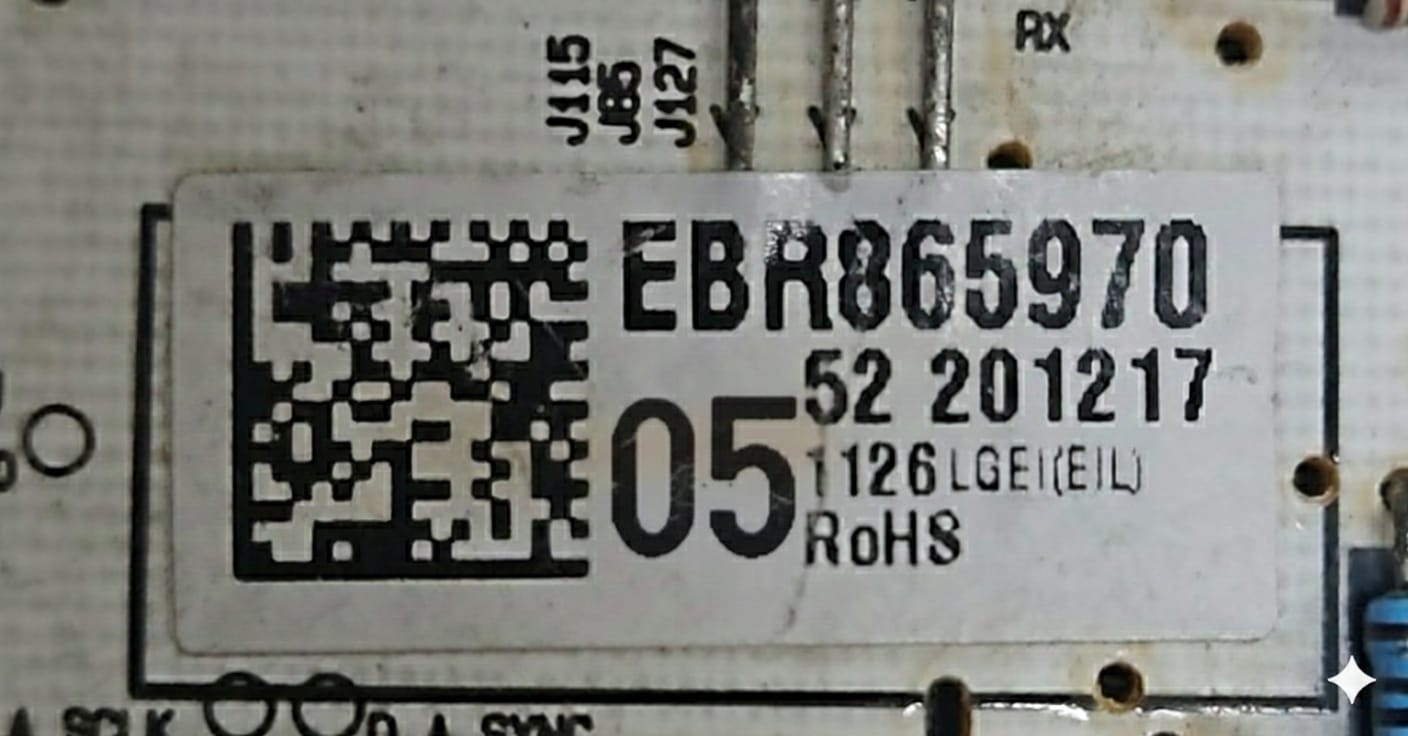 RX
J115
J85
J127
EBR865970
52 201217
05
1126 LGEI(EIL)
RoHS